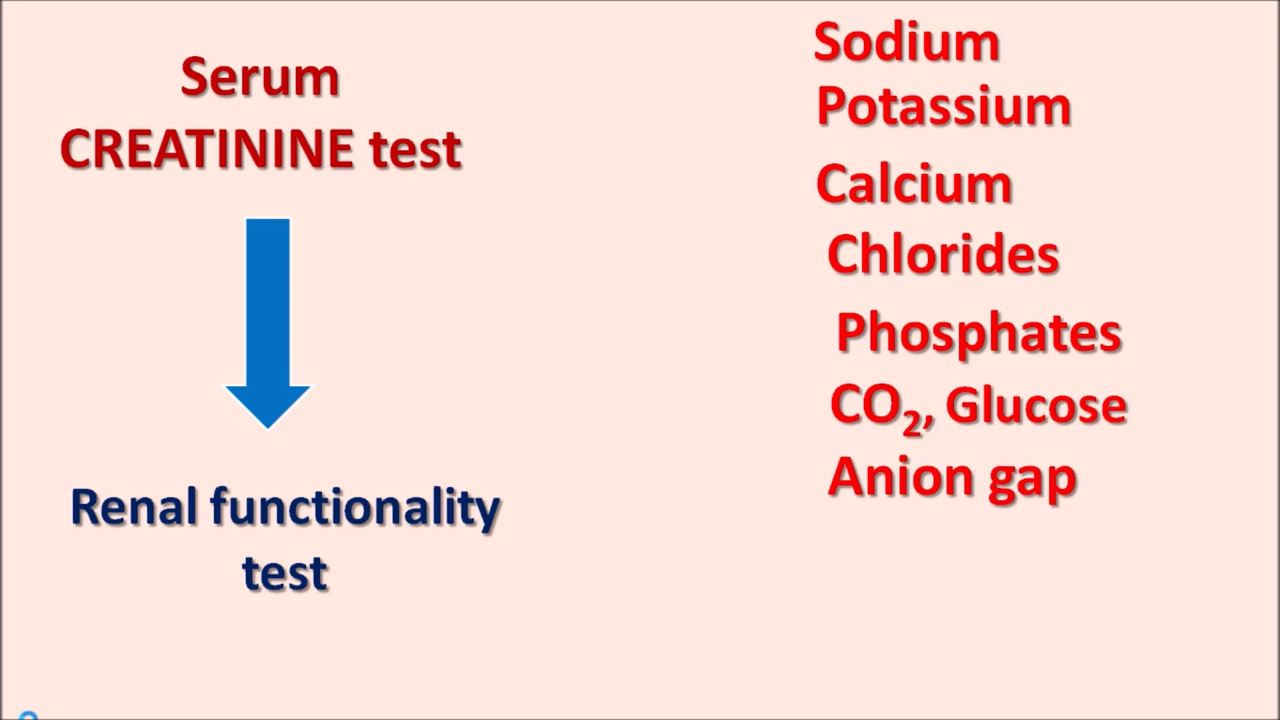 Serum
CREATININE test
Renal functionality
test
Sodium
Potassium
Calcium
Chlorides
Phosphates
CO₂, Glucose
Anion gap